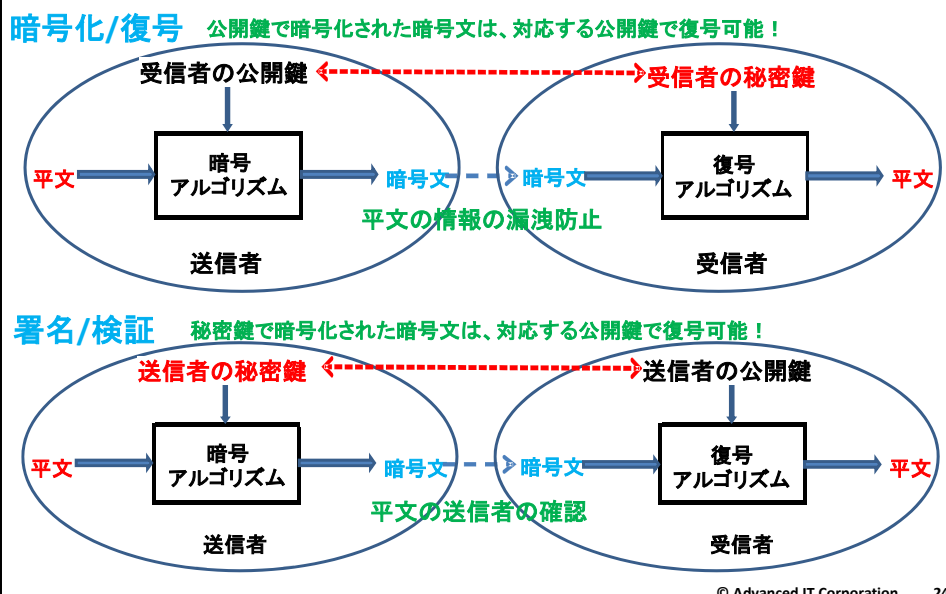 暗号化/復号
公開鍵で暗号化された暗号文は、対応する公開鍵で復号可能！
受信者の公開鍵
受信者の秘密鍵
平文
暗号
アルゴリズム
暗号文
暗号文
復号
アルゴリズム
平文
平文の情報の漏洩防止
送信者
受信者
署名/検証
秘密鍵で暗号化された暗号文は、対応する公開鍵で復号可能！
送信者の秘密鍵
送信者の公開鍵
平文
暗号
アルゴリズム
暗号文
暗号文
復号
アルゴリズム
平文
平文の送信者の確認
送信者
受信者
© Advanced IT Corporation 24